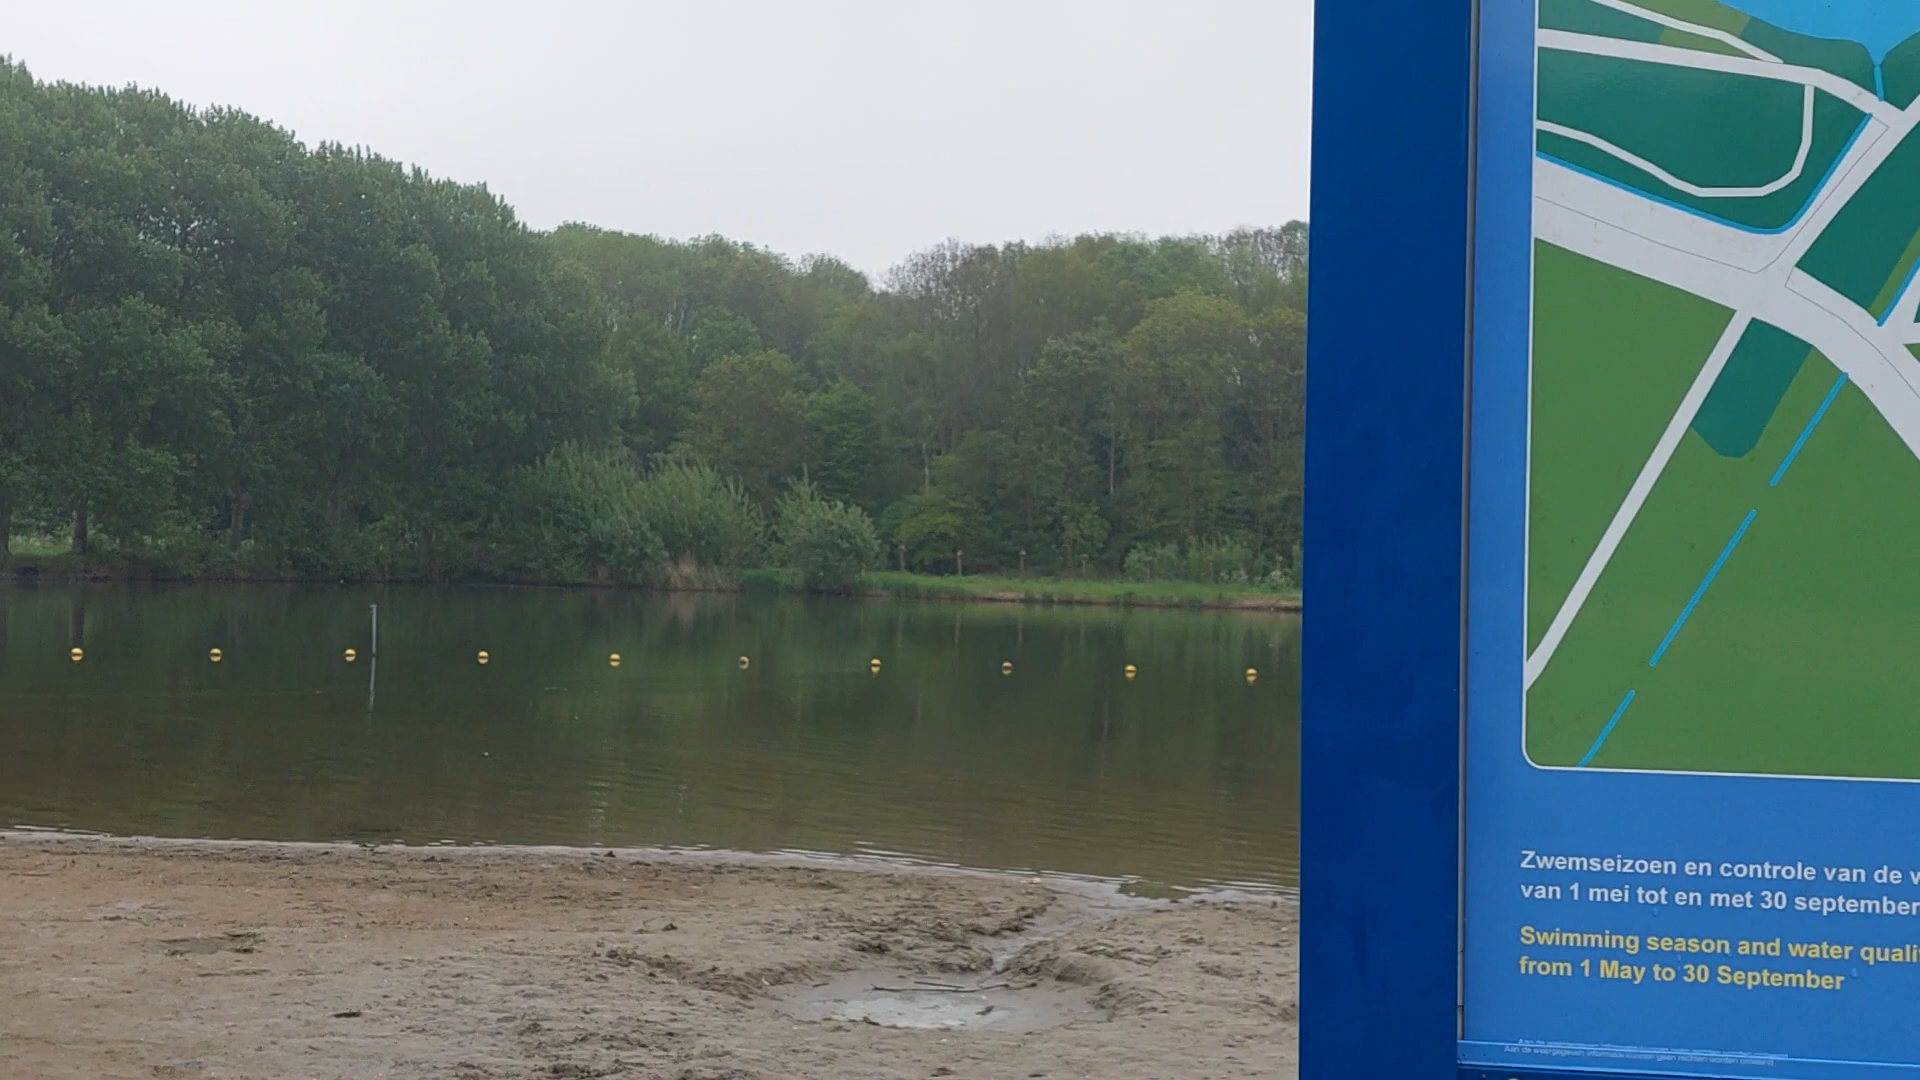 Zwemseizoen en controle van de
van 1 mei tot en met 30 september
Swimming season and water quali
from 1 May to 30 September